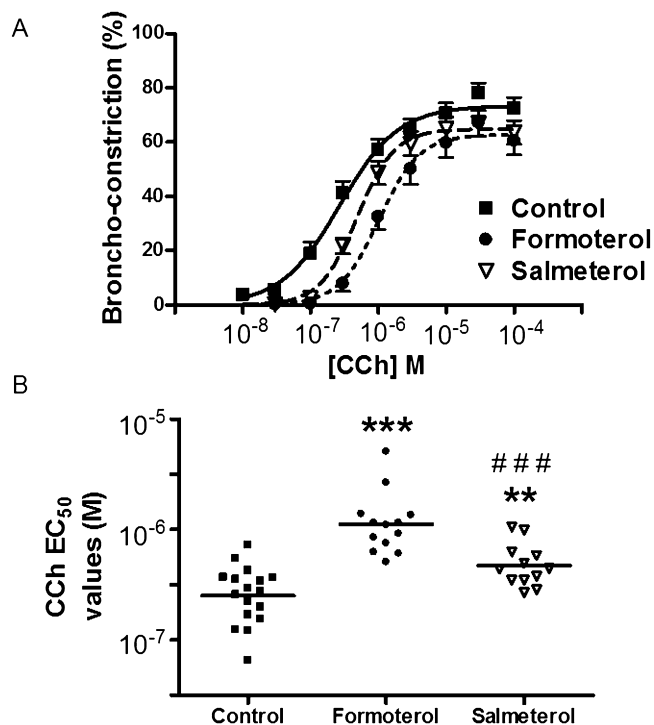 A
Broncho-constriction (%)
100
80
60
40
20
0
10⁻⁸ 10⁻⁷ 10⁻⁶ 10⁻⁵ 10⁻⁴
[CCh] M
Control
Formoterol
Salmeterol
B
CCh EC₅₀
values (M)
10⁻⁵
10⁻⁶
10⁻⁷
***
###
**
Control Formoterol Salmeterol